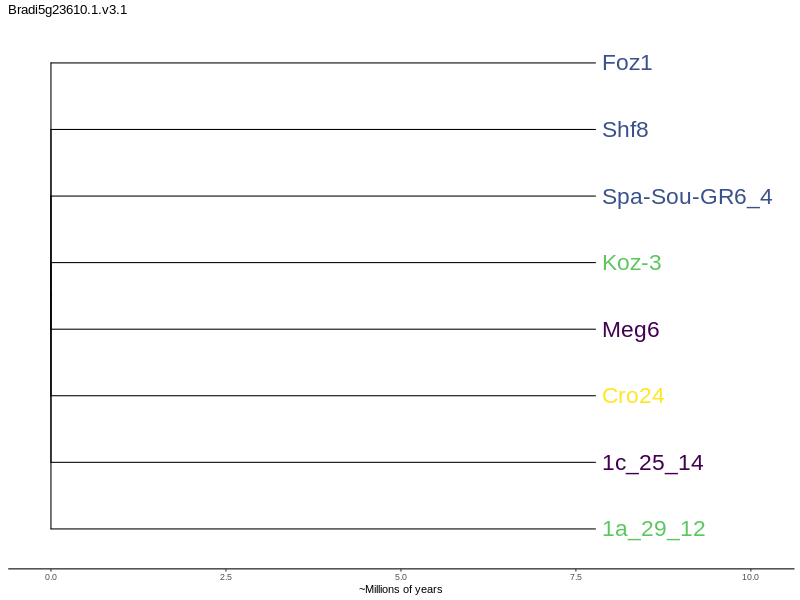 Bradi5g23610.1.v3.1
Foz1
Shf8
Spa-Sou-GR6_4
Koz-3
Meg6
Cro24
1c_25_14
1a_29_12
0.0 2.5 5.0 7.5 10.0
~Millions of years